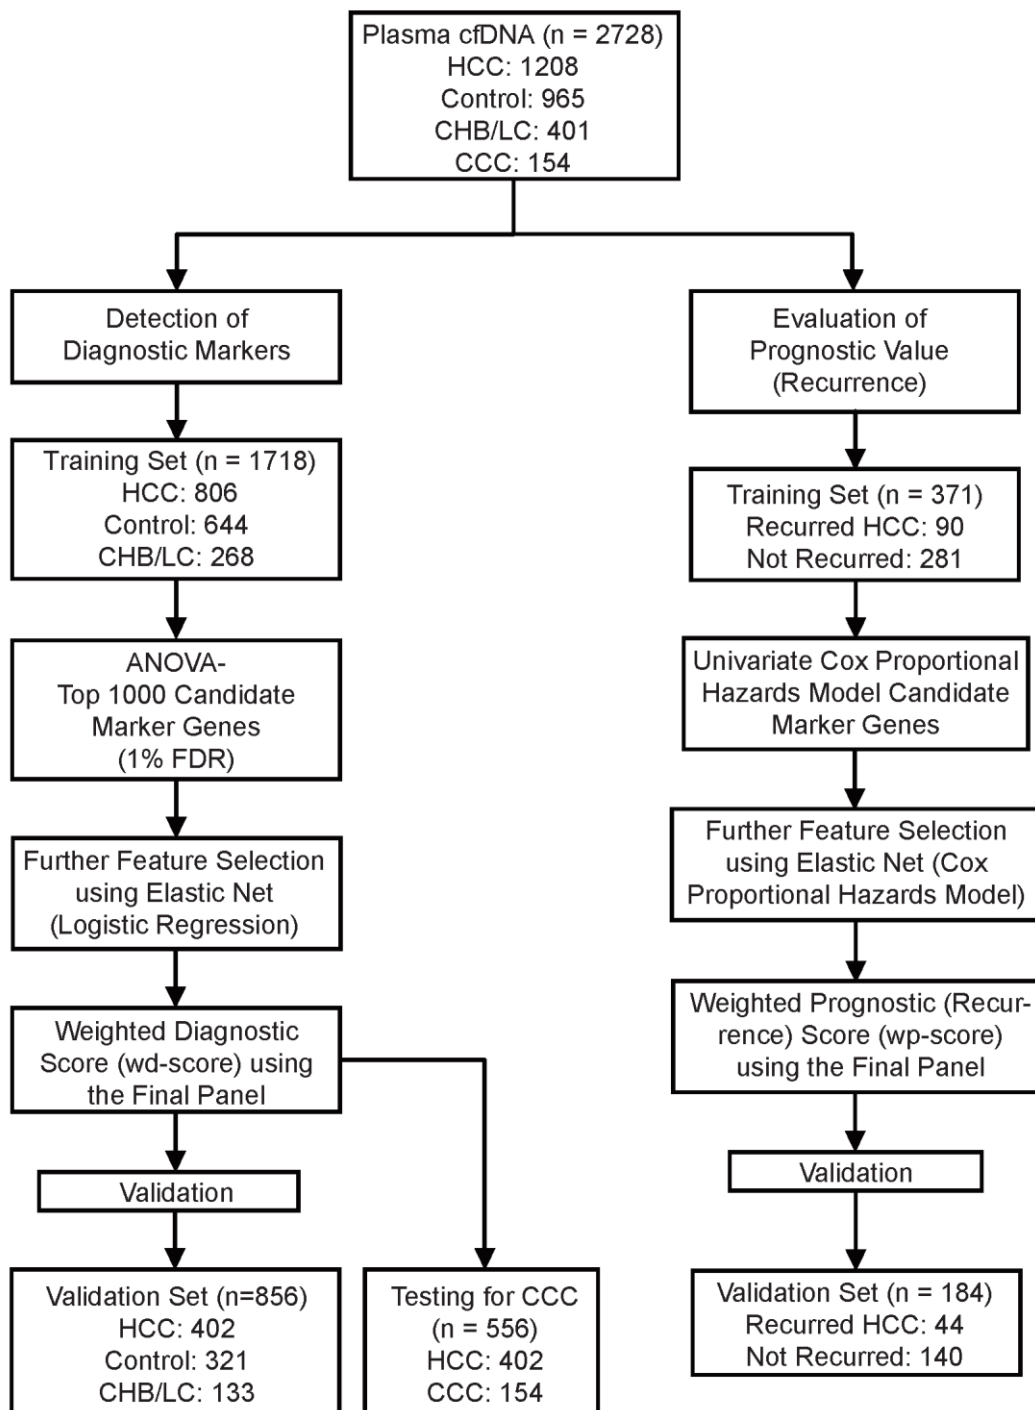 Plasma cfDNA (n = 2728)
HCC: 1208
Control: 965
CHB/LC: 401
CCC: 154
Detection of
Diagnostic Markers
Training Set (n = 1718)
HCC: 806
Control: 644
CHB/LC: 268
ANOVA-
Top 1000 Candidate
Marker Genes
(1% FDR)
Further Feature Selection
using Elastic Net
(Logistic Regression)
Weighted Diagnostic
Score (wd-score) using
the Final Panel
Validation
Validation Set (n=856)
HCC: 402
Control: 321
CHB/LC: 133
Testing for CCC
(n = 556)
HCC: 402
CCC: 154
Evaluation of
Prognostic Value
(Recurrence)
Training Set (n = 371)
Recurred HCC: 90
Not Recurred: 281
Univariate Cox Proportional
Hazards Model Candidate
Marker Genes
Further Feature Selection
using Elastic Net (Cox
Proportional Hazards Model)
Weighted Prognostic (Recur-
rence) Score (wp-score)
using the Final Panel
Validation
Validation Set (n = 184)
Recurred HCC: 44
Not Recurred: 140